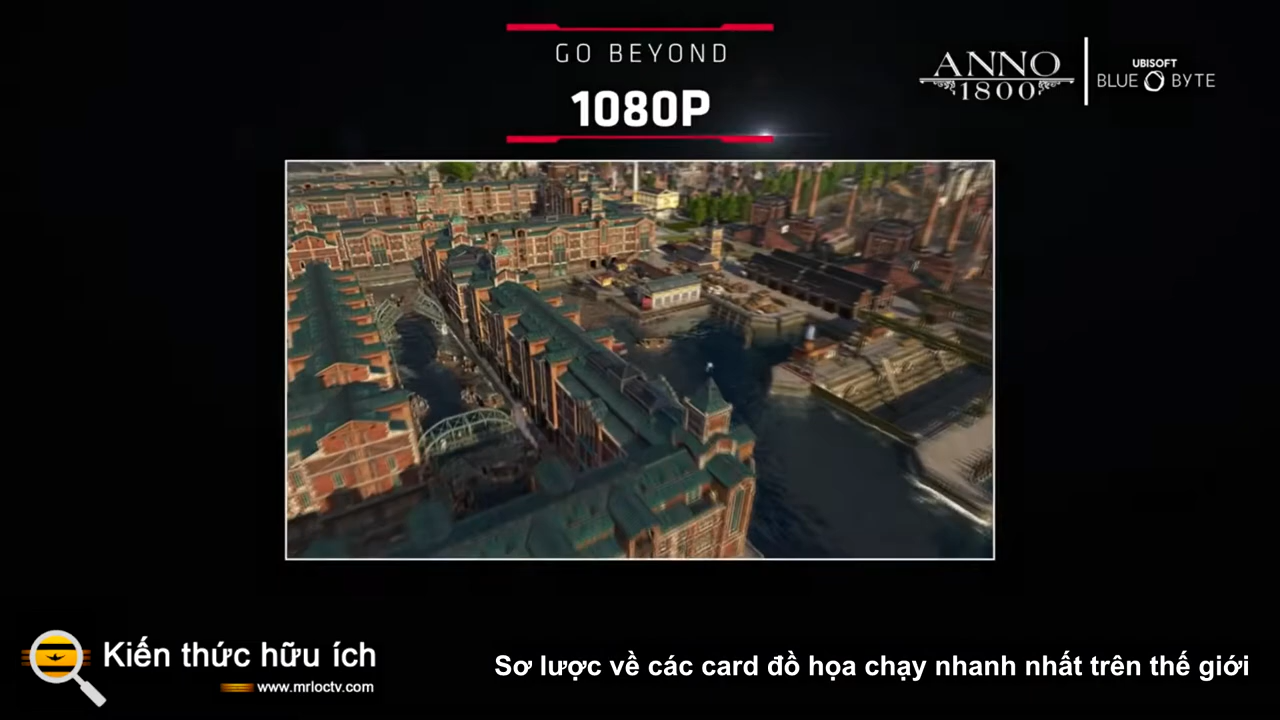 GO BEYOND
1080P
ANNO
1800
UBISOFT
BLUE BYTE
Kiến thức hữu ích
www.mrloctv.com
Sơ lược về các card đồ họa chạy nhanh nhất trên thế giới